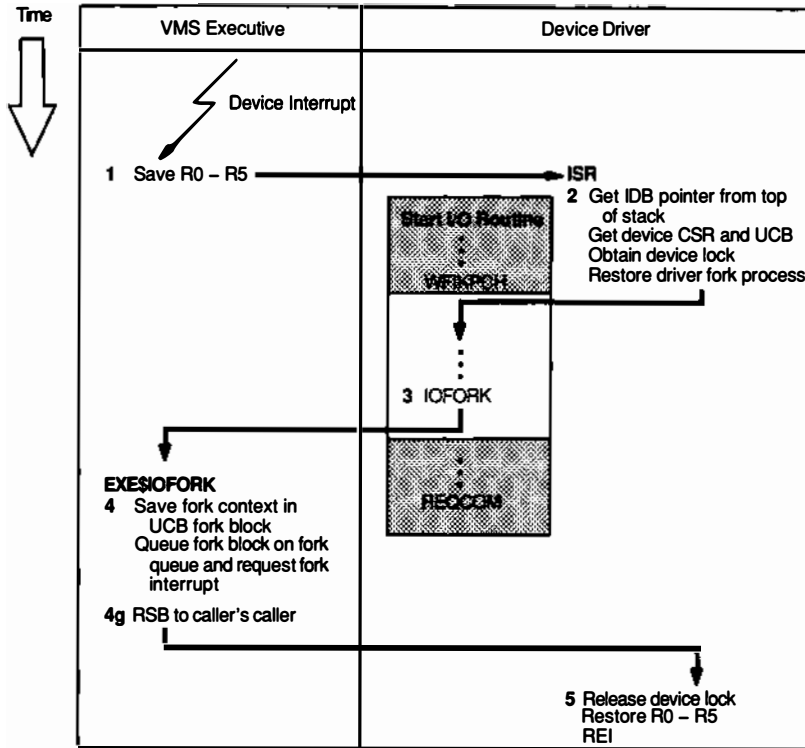 Time
VMS Executive
Device Driver
Device Interrupt
1 Save R0 – R5
ISR
2 Get IDB pointer from top
of stack
Get device CSR and UCB
Obtain device lock
Restore driver fork process
Start I/O Routine
WFIKPCH
3 IOFORK
EXE$IOFORK
4 Save fork context in
UCB fork block
Queue fork block on fork
queue and request fork
interrupt
REQCOM
4g RSB to caller's caller
5 Release device lock
Restore R0 – R5
REI